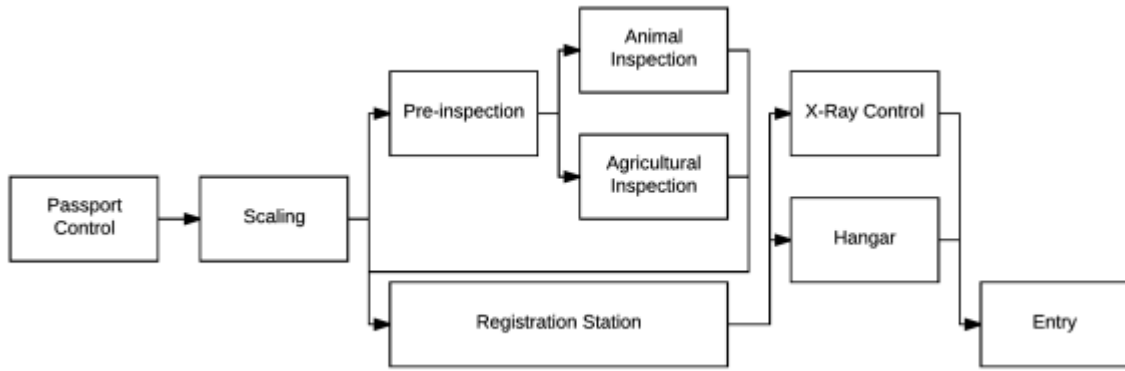 Passport
Control
Scaling
Pre-inspection
Animal
Inspection
Agricultural
Inspection
Registration Station
X-Ray Control
Hangar
Entry